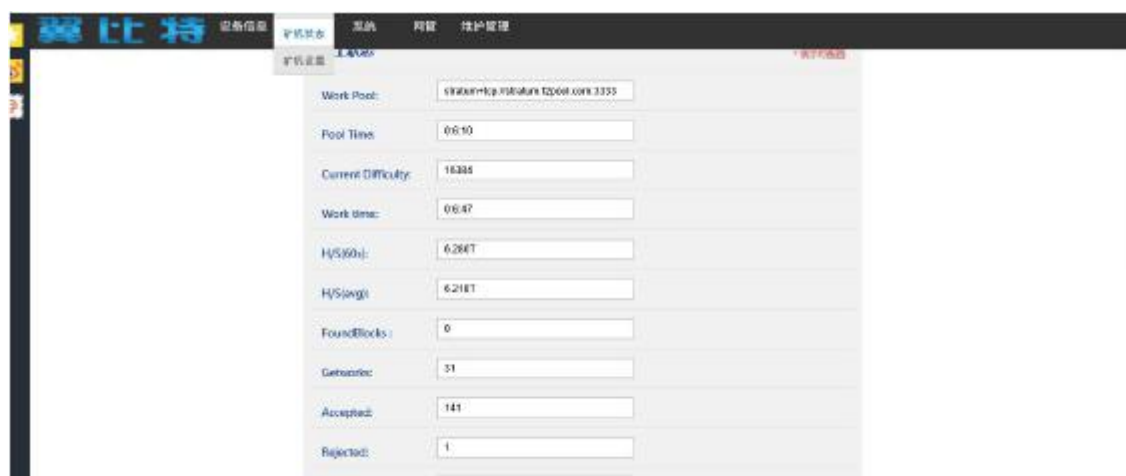 翼比特 设备信息 矿机状态 系统 网管 维护管理
矿机设置
Work Pool: stratum+tcp://stratum.f2pool.com:3333
Pool Time: 0:6:10
Current Difficulty: 16384
Work time: 0:6:47
H/S(60s): 6.280T
H/S(avg): 6.218T
FoundBlocks : 0
Getworks: 31
Accepted: 141
Rejected: 1